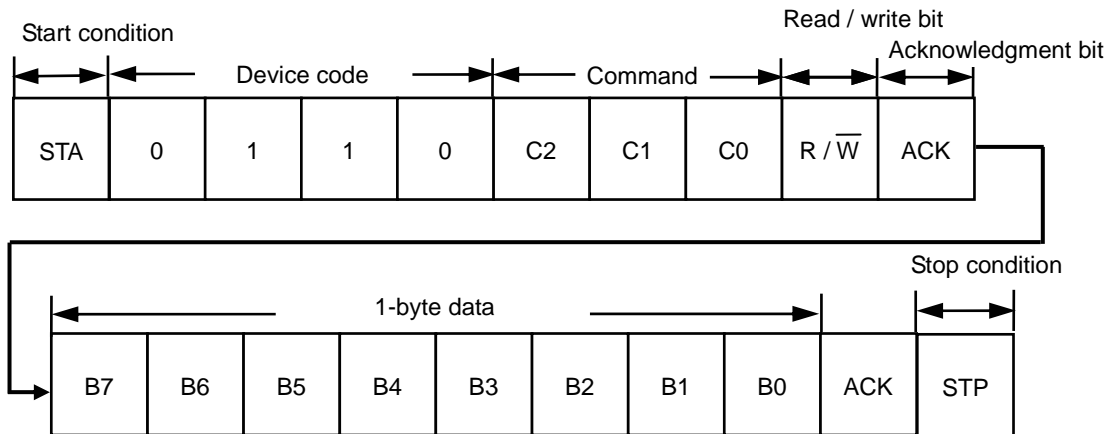 Read / write bit
Start condition
Acknowledgment bit
Device code
Command
STA 0 1 1 0 C2 C1 C0 R / W̅ ACK
Stop condition
1-byte data
B7 B6 B5 B4 B3 B2 B1 B0 ACK STP